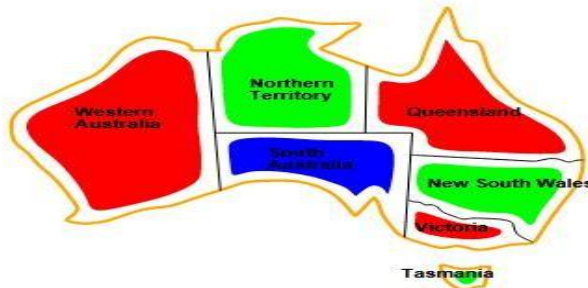 Northern
Territory
Western
Australia
Queensland
South
Australia
New South Wales
Victoria
Tasmania